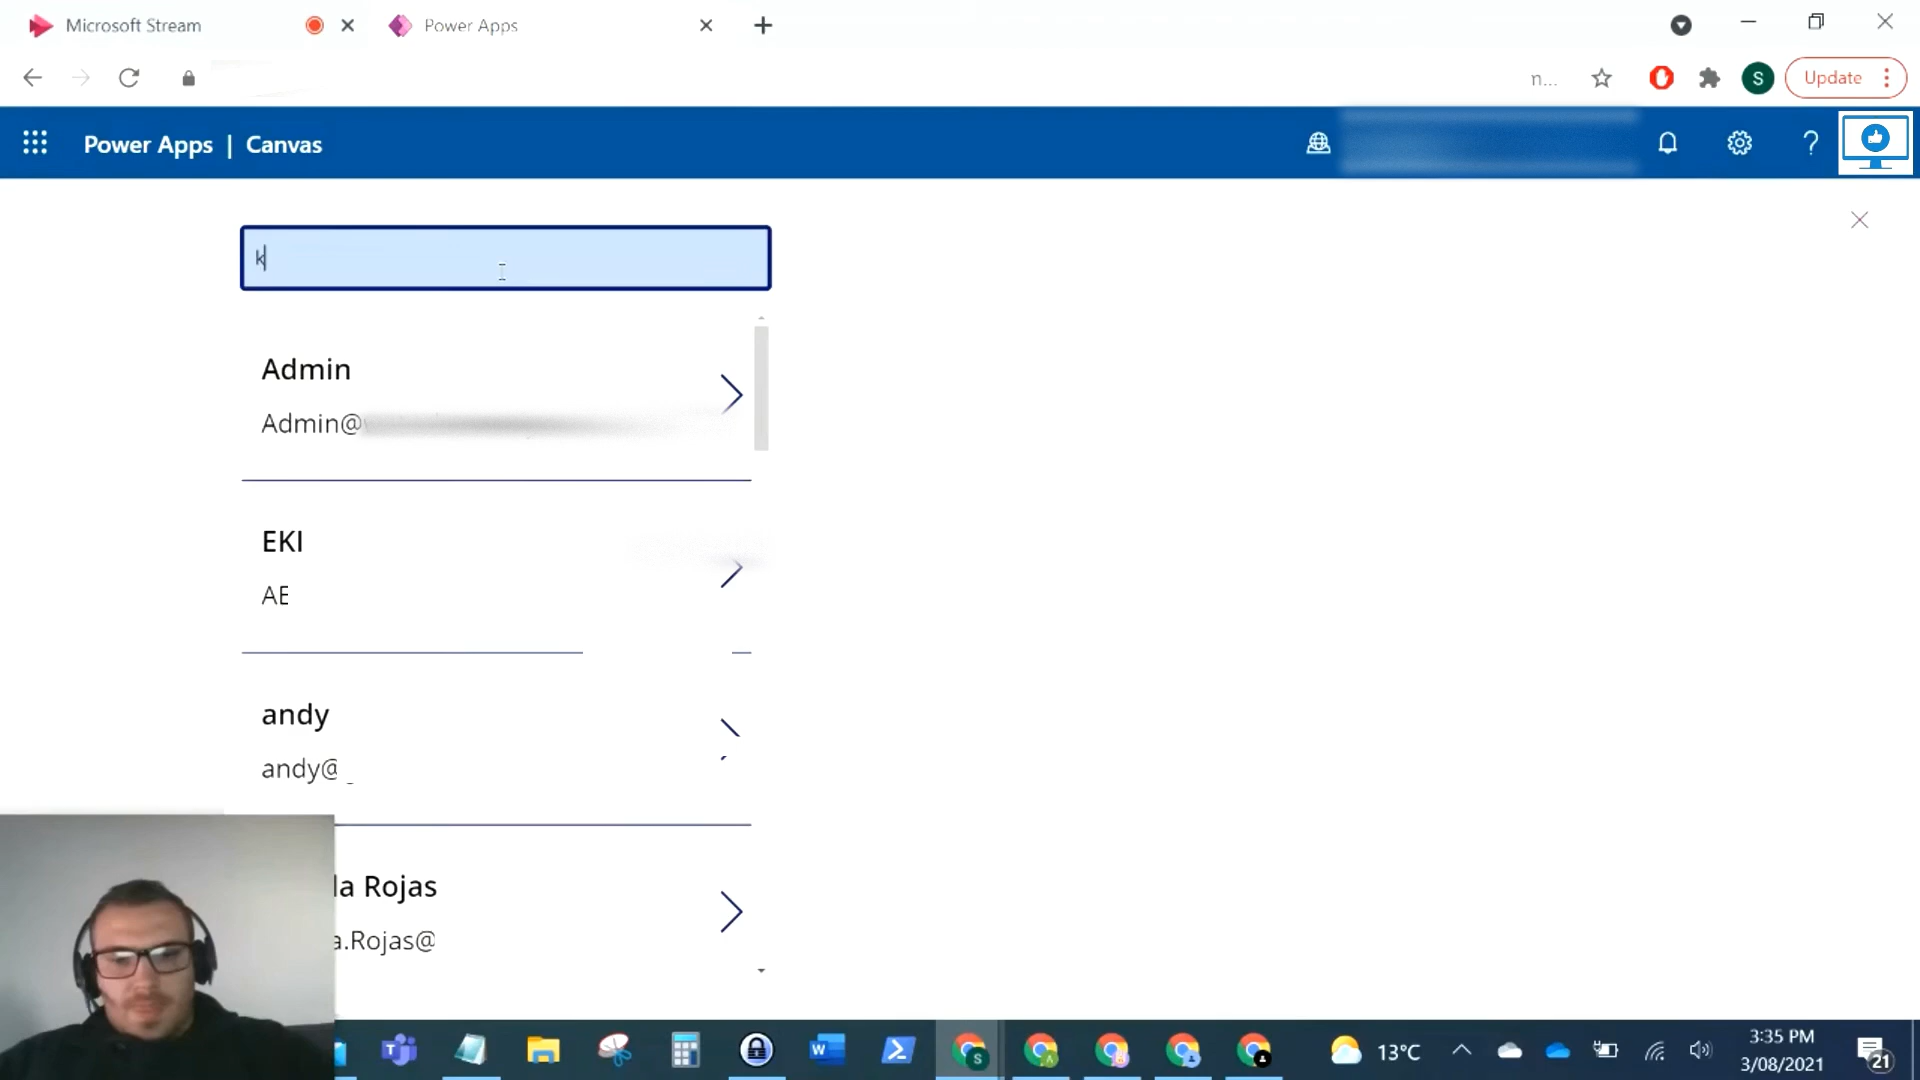 Microsoft Stream
Power Apps
n...
S
Update
Power Apps | Canvas
?
k
Admin
Admin@
EKI
AE
andy
andy@
la Rojas
a.Rojas@
13°C
3:35 PM
3/08/2021
21